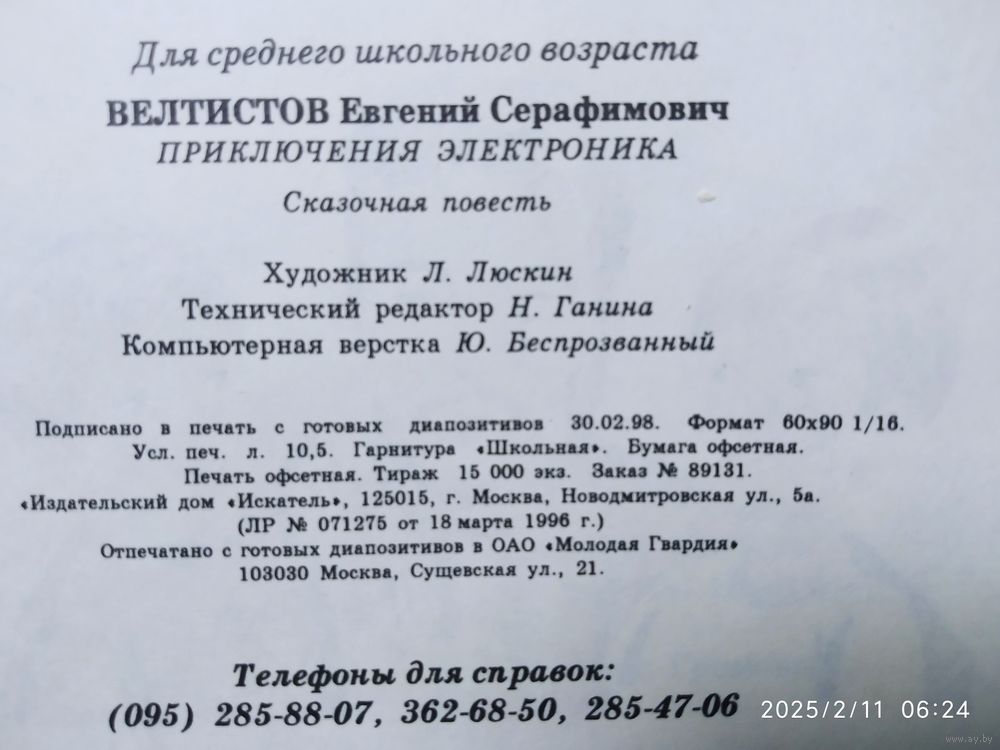 Для среднего школьного возраста
ВЕЛТИСТОВ Евгений Серафимович
ПРИКЛЮЧЕНИЯ ЭЛЕКТРОНИКА
Сказочная повесть
Художник Л. Люскин
Технический редактор Н. Ганина
Компьютерная верстка Ю. Беспрозванный
Подписано в печать с готовых диапозитивов 30.02.98. Формат 60х90 1/16.
Усл. печ. л. 10,5. Гарнитура «Школьная». Бумага офсетная.
Печать офсетная. Тираж 15 000 экз. Заказ № 89131.
«Издательский дом «Искатель», 125015, г. Москва, Новодмитровская ул., 5а.
(ЛР № 071275 от 18 марта 1996 г.)
Отпечатано с готовых диапозитивов в ОАО «Молодая Гвардия»
103030 Москва, Сущевская ул., 21.
Телефоны для справок:
(095) 285-88-07, 362-68-50, 285-47-06
2025/2/11 06:24
www.ay.by